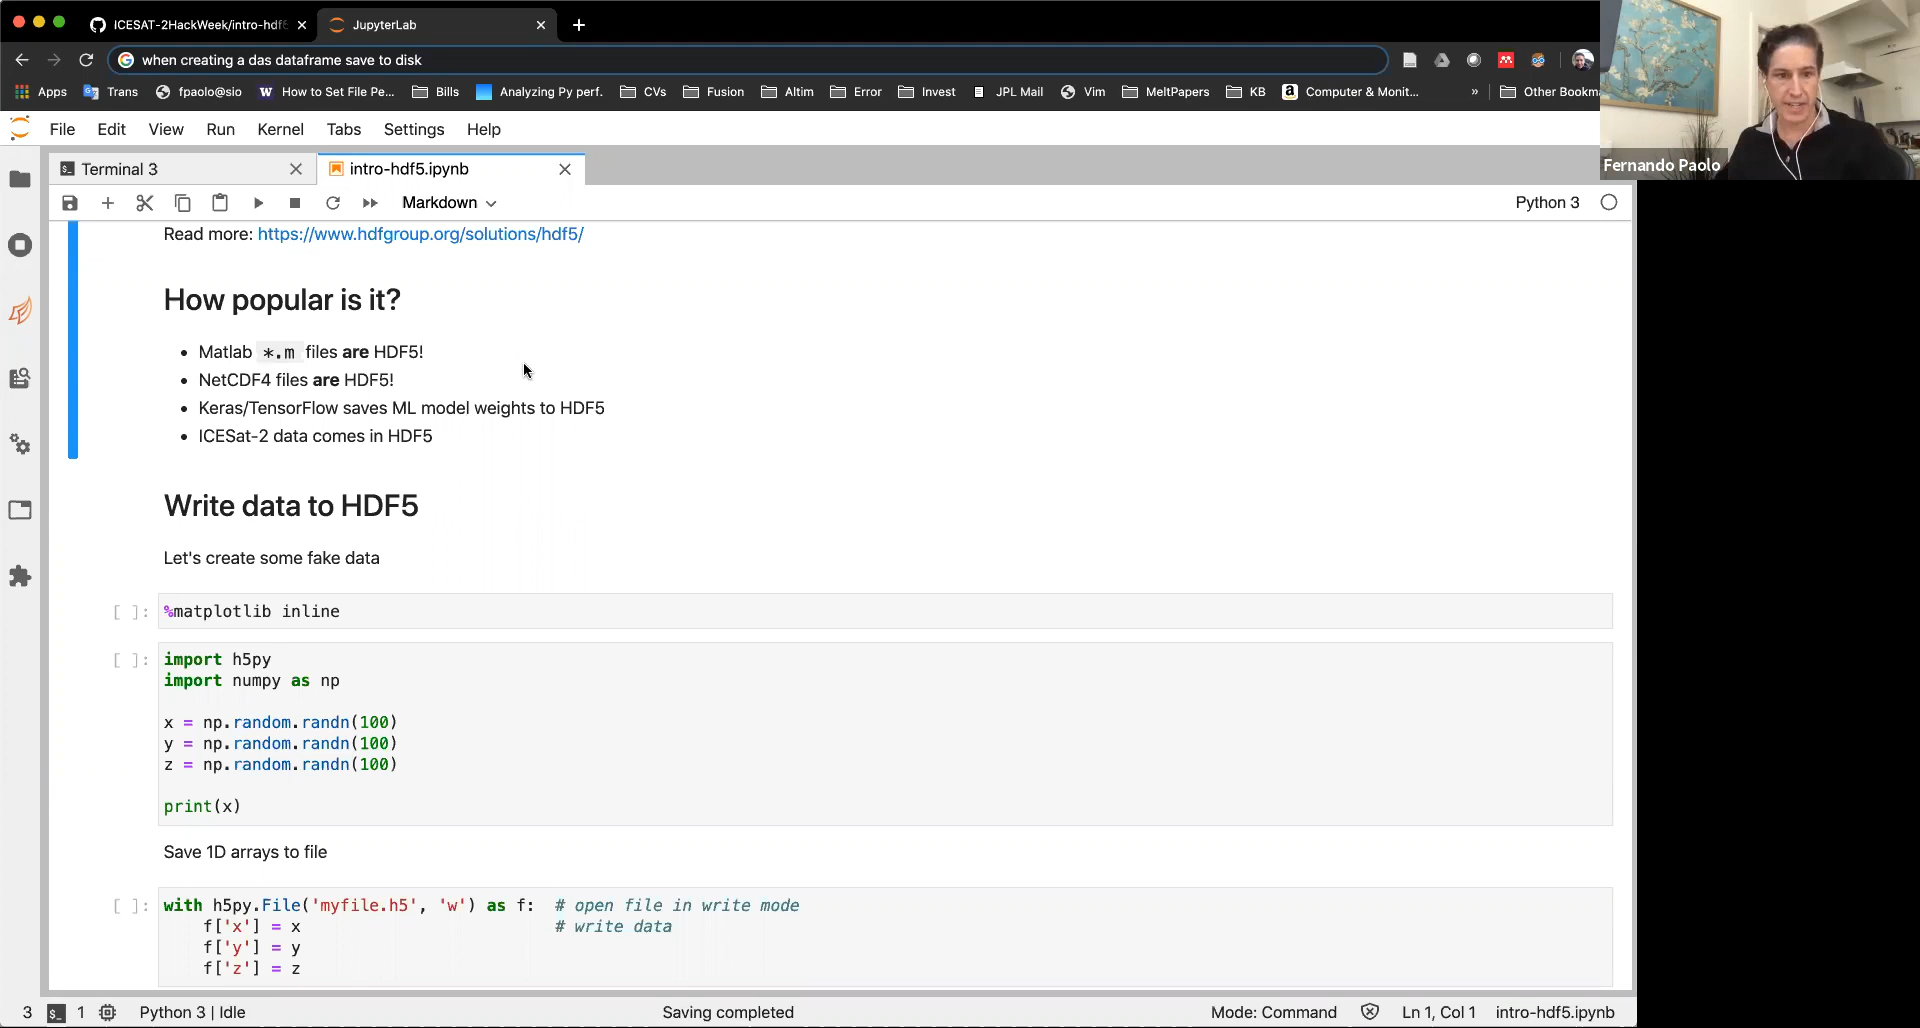 ICESAT-2HackWeek/intro-hdf5
JupyterLab
when creating a das dataframe save to disk
Apps
Trans
fpaolo@sio
How to Set File Pe...
Bills
Analyzing Py perf.
CVs
Fusion
Altim
Error
Invest
JPL Mail
Vim
MeltPapers
KB
Computer & Monit...
»
Other Bookma
File Edit View Run Kernel Tabs Settings Help
Terminal 3
intro-hdf5.ipynb
Markdown
Python 3
Fernando Paolo
Read more: https://www.hdfgroup.org/solutions/hdf5/
How popular is it?
• Matlab *.m files are HDF5!
• NetCDF4 files are HDF5!
• Keras/TensorFlow saves ML model weights to HDF5
• ICESat-2 data comes in HDF5
Write data to HDF5
Let's create some fake data
[ ]: %matplotlib inline
[ ]: import h5py
import numpy as np
x = np.random.randn(100)
y = np.random.randn(100)
z = np.random.randn(100)
print(x)
Save 1D arrays to file
[ ]: with h5py.File('myfile.h5', 'w') as f: # open file in write mode
f['x'] = x # write data
f['y'] = y
f['z'] = z
3 $_ 1 Python 3 | Idle Saving completed Mode: Command Ln 1, Col 1 intro-hdf5.ipynb